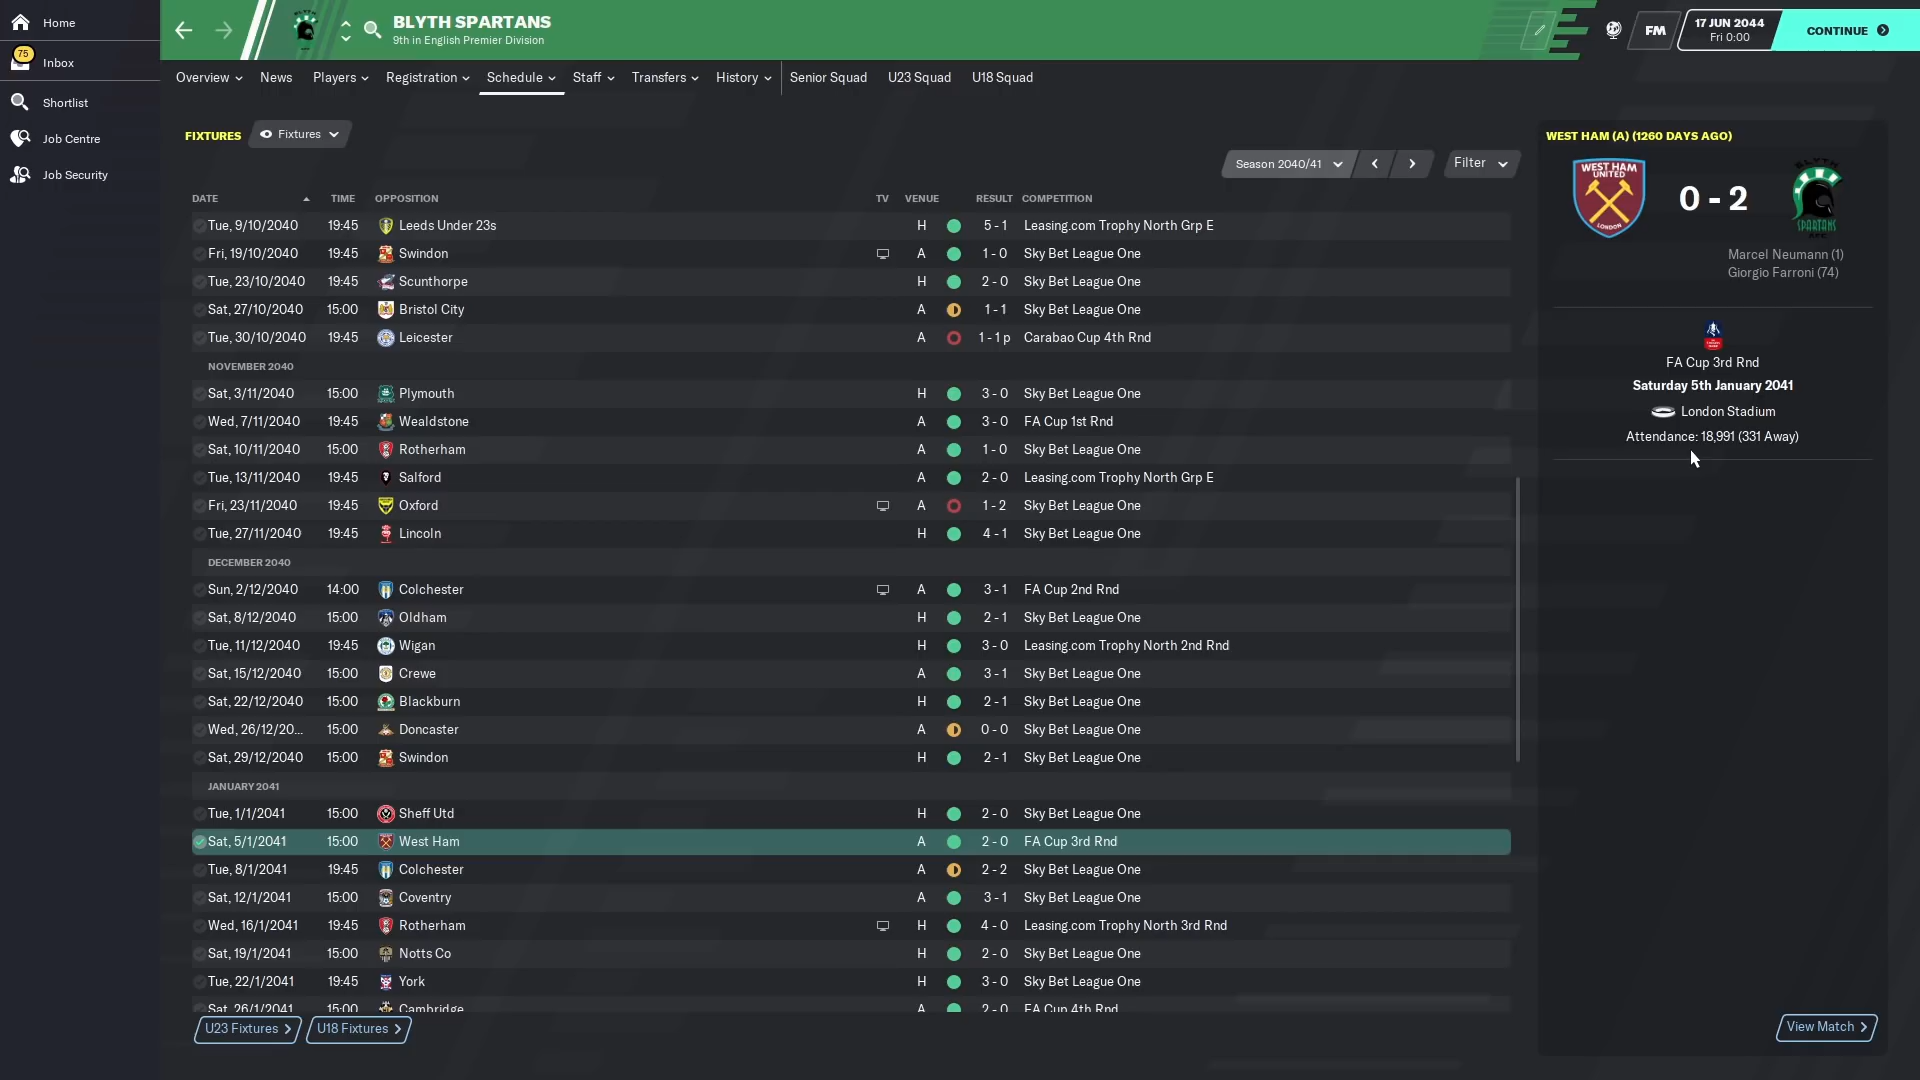 Home
75
Inbox
Shortlist
Job Centre
Job Security
BLYTH SPARTANS
9th in English Premier Division
FM
17 JUN 2044
Fri 0:00
CONTINUE
Overview News Players Registration Schedule Staff Transfers History Senior Squad U23 Squad U18 Squad
FIXTURES Fixtures
Season 2040/41 Filter
DATE TIME OPPOSITION TV VENUE RESULT COMPETITION
Tue, 9/10/2040 19:45 Leeds Under 23s H 5 - 1 Leasing.com Trophy North Grp E
Fri, 19/10/2040 19:45 Swindon A 1 - 0 Sky Bet League One
Tue, 23/10/2040 19:45 Scunthorpe H 2 - 0 Sky Bet League One
Sat, 27/10/2040 15:00 Bristol City A 1 - 1 Sky Bet League One
Tue, 30/10/2040 19:45 Leicester A 1 - 1 p Carabao Cup 4th Rnd
NOVEMBER 2040
Sat, 3/11/2040 15:00 Plymouth H 3 - 0 Sky Bet League One
Wed, 7/11/2040 19:45 Wealdstone A 3 - 0 FA Cup 1st Rnd
Sat, 10/11/2040 15:00 Rotherham A 1 - 0 Sky Bet League One
Tue, 13/11/2040 19:45 Salford A 2 - 0 Leasing.com Trophy North Grp E
Fri, 23/11/2040 19:45 Oxford A 1 - 2 Sky Bet League One
Tue, 27/11/2040 19:45 Lincoln H 4 - 1 Sky Bet League One
DECEMBER 2040
Sun, 2/12/2040 14:00 Colchester A 3 - 1 FA Cup 2nd Rnd
Sat, 8/12/2040 15:00 Oldham H 2 - 1 Sky Bet League One
Tue, 11/12/2040 19:45 Wigan H 3 - 0 Leasing.com Trophy North 2nd Rnd
Sat, 15/12/2040 15:00 Crewe A 3 - 1 Sky Bet League One
Sat, 22/12/2040 15:00 Blackburn H 2 - 1 Sky Bet League One
Wed, 26/12/20... 15:00 Doncaster A 0 - 0 Sky Bet League One
Sat, 29/12/2040 15:00 Swindon H 2 - 1 Sky Bet League One
JANUARY 2041
Tue, 1/1/2041 15:00 Sheff Utd H 2 - 0 Sky Bet League One
Sat, 5/1/2041 15:00 West Ham A 2 - 0 FA Cup 3rd Rnd
Tue, 8/1/2041 19:45 Colchester A 2 - 2 Sky Bet League One
Sat, 12/1/2041 15:00 Coventry A 3 - 1 Sky Bet League One
Wed, 16/1/2041 19:45 Rotherham H 4 - 0 Leasing.com Trophy North 3rd Rnd
Sat, 19/1/2041 15:00 Notts Co H 2 - 0 Sky Bet League One
Tue, 22/1/2041 19:45 York H 3 - 0 Sky Bet League One
Sat, 26/1/2041 15:00 Cambridge A 2 - 0 FA Cup 4th Rnd
U23 Fixtures U18 Fixtures
WEST HAM (A) (1260 DAYS AGO)
WEST HAM
UNITED
LONDON
0 - 2
BLYTH
SPARTANS
AFC
Marcel Neumann (1)
Giorgio Farroni (74)
FA Cup 3rd Rnd
Saturday 5th January 2041
London Stadium
Attendance: 18,991 (331 Away)
View Match